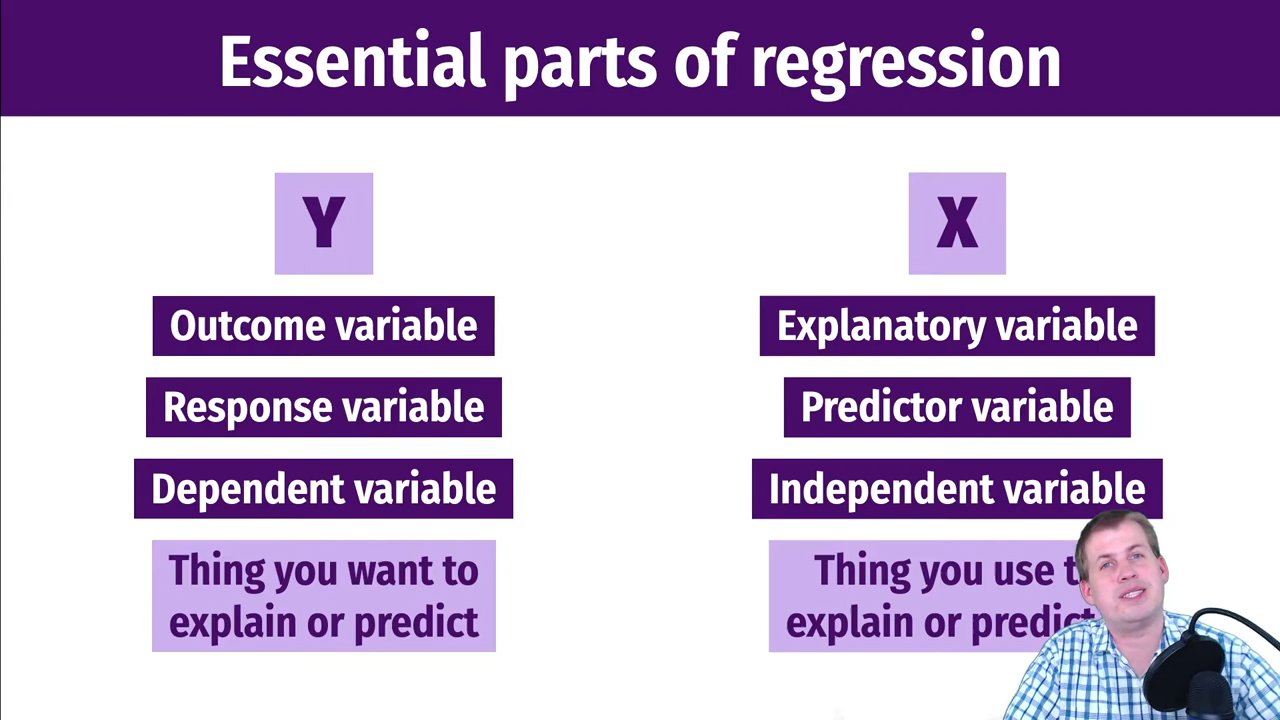 Essential parts of regression
Y
Outcome variable
Response variable
Dependent variable
Thing you want to
explain or predict
X
Explanatory variable
Predictor variable
Independent variable
Thing you use
explain or predict